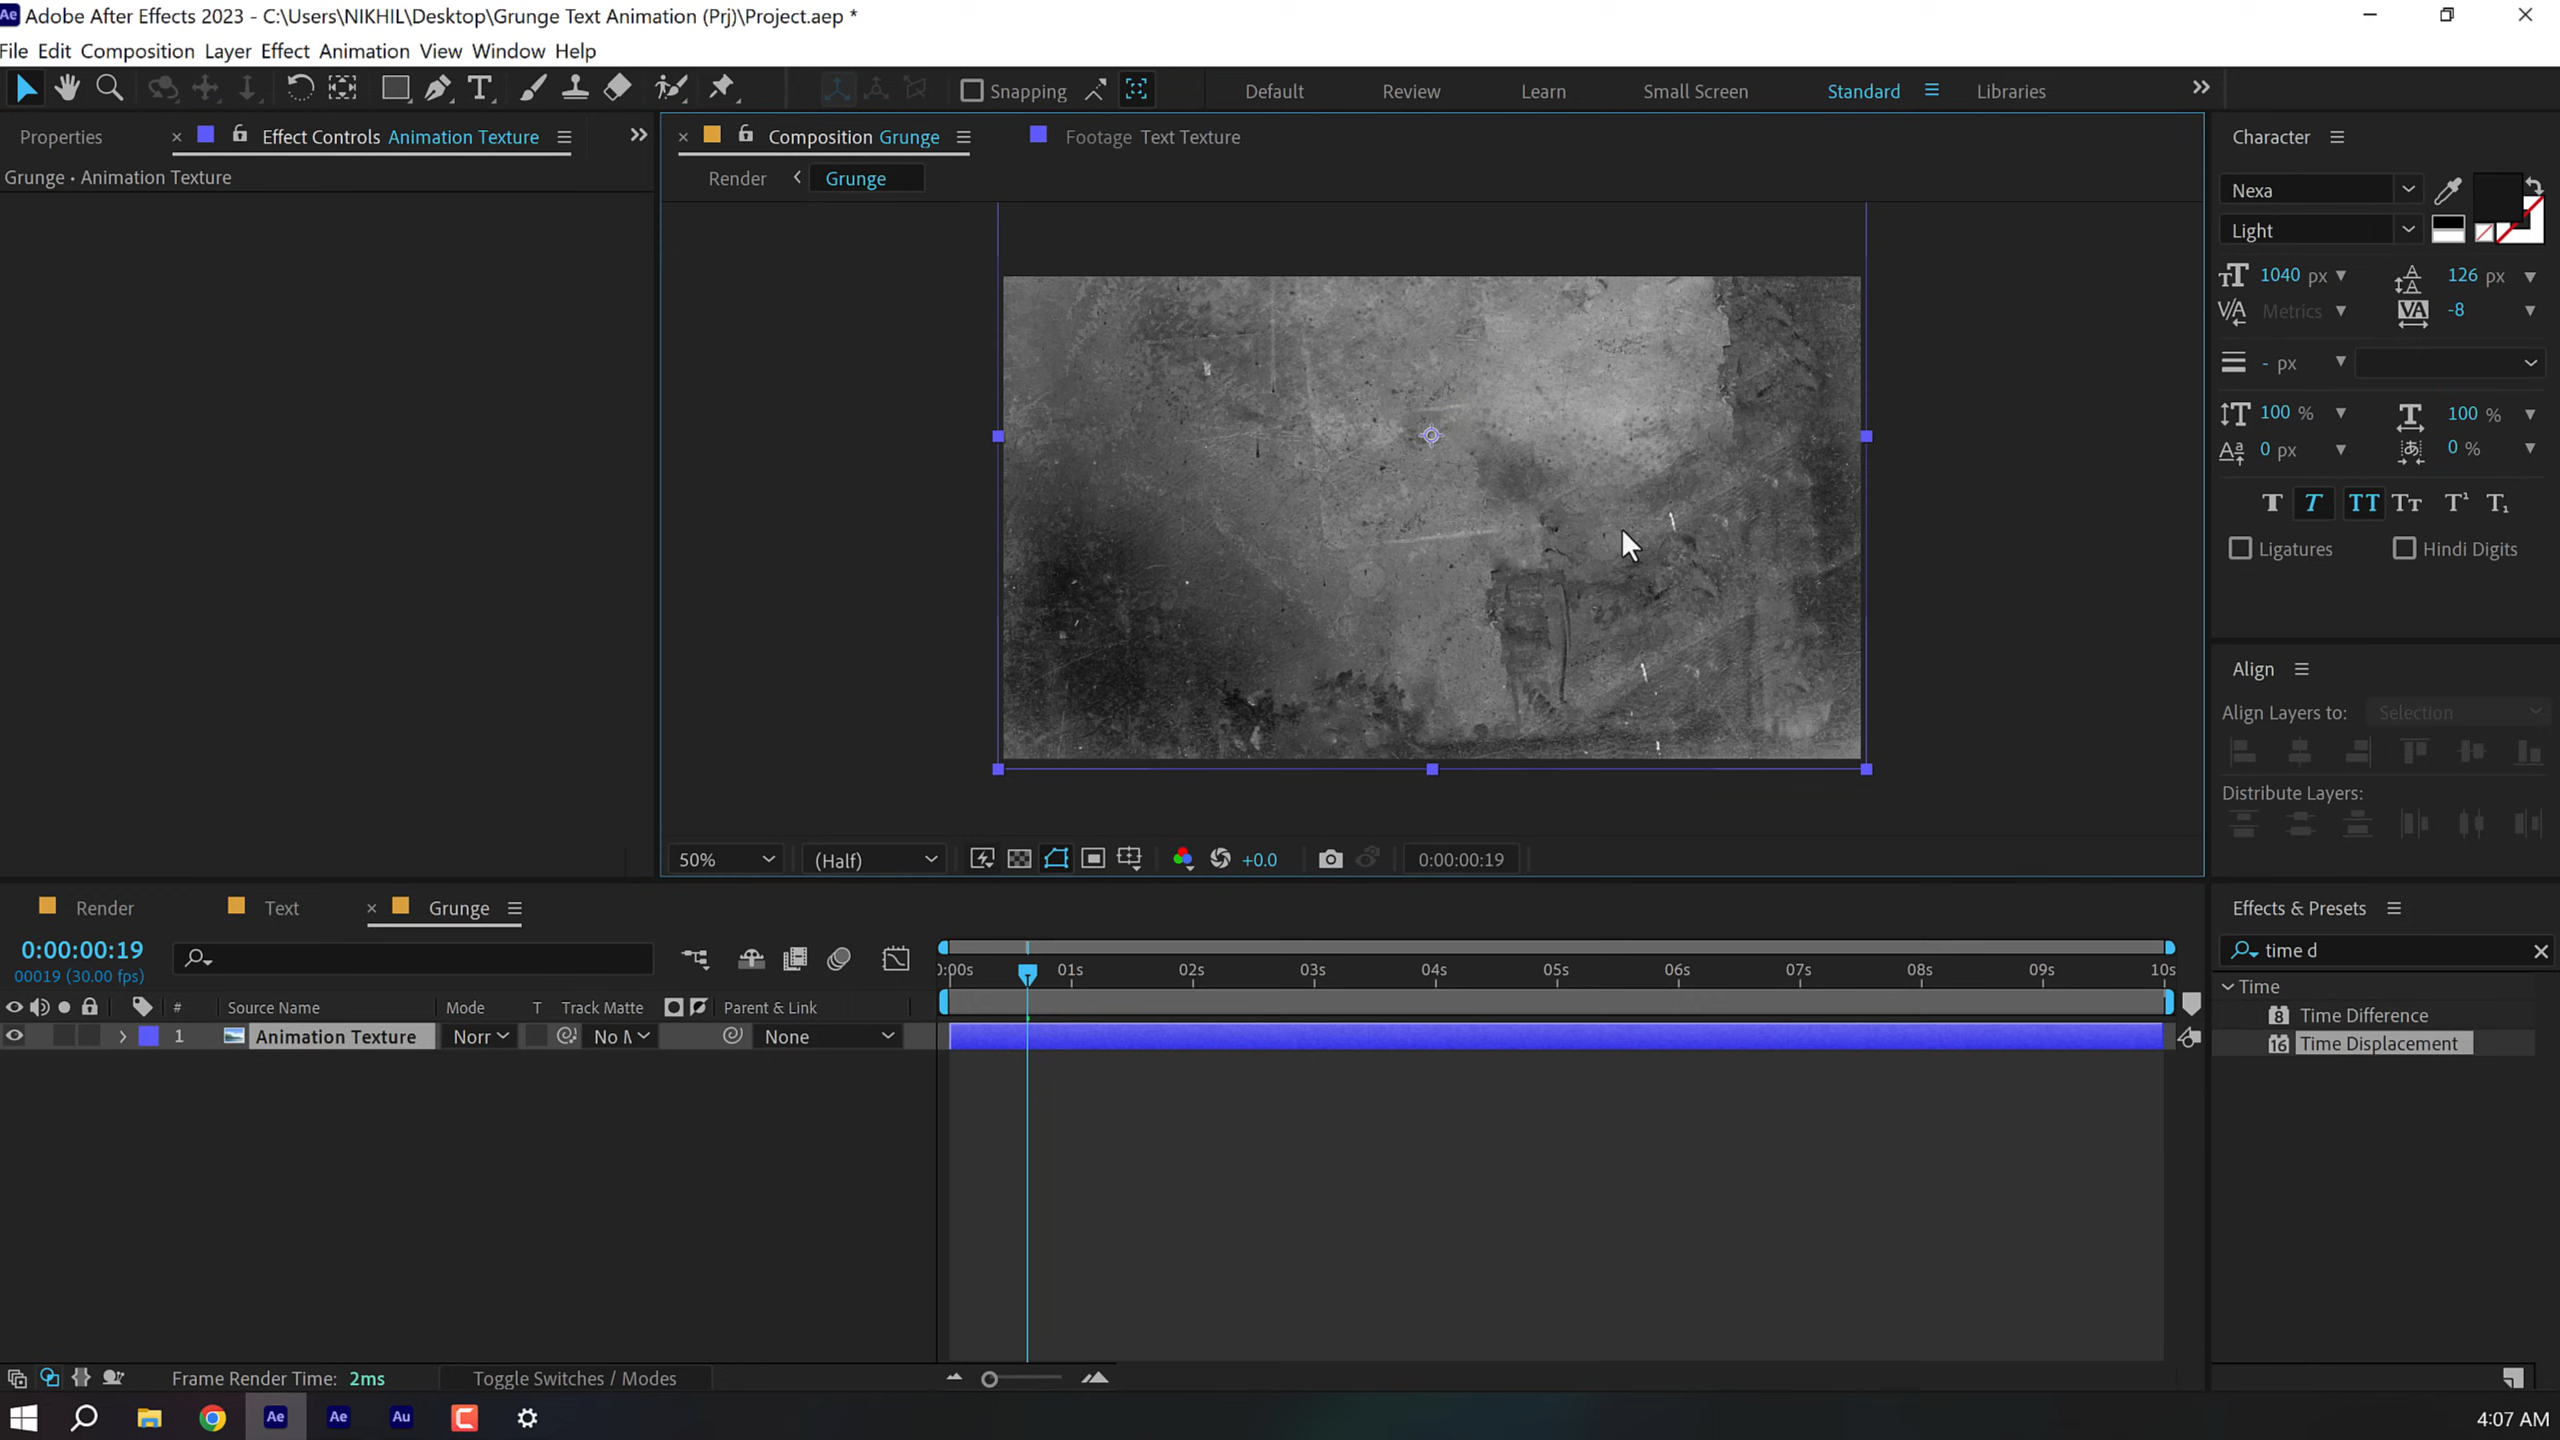 Ae Adobe After Effects 2023 - C:\Users\NIKHIL\Desktop\Grunge Text Animation (Prj)\Project.aep *
File Edit Composition Layer Effect Animation View Window Help
Snapping Default Review Learn Small Screen Standard Libraries
Properties Effect Controls Animation Texture
Composition Grunge Footage Text Texture
Character
Grunge • Animation Texture
Render Grunge
Nexa
Light
1040 px 126 px
Metrics -8
- px
100 % 100 %
0 px 0 %
Ligatures Hindi Digits
Align
Align Layers to: Selection
Distribute Layers:
50% (Half) +0.0 0:00:00:19
Render Text Grunge
Effects & Presets
0:00:00:19
00019 (30.00 fps)
time d
0:00s 01s 02s 03s 04s 05s 06s 07s 08s 09s 10s
Time
# Source Name Mode T Track Matte Parent & Link
8 Time Difference
1 Animation Texture Norr No M None
16 Time Displacement
Frame Render Time: 2ms Toggle Switches / Modes
Ae Ae Au C 4:07 AM